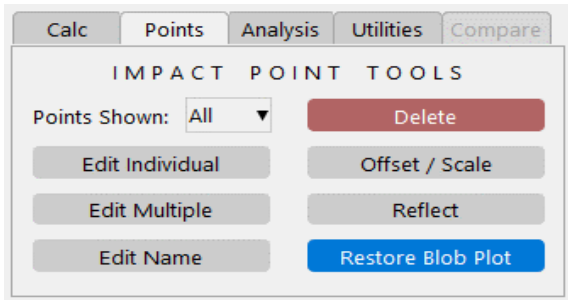 Calc Points Analysis Utilities Compare
IMPACT POINT TOOLS
Points Shown: All ▼ Delete
Edit Individual Offset / Scale
Edit Multiple Reflect
Edit Name Restore Blob Plot